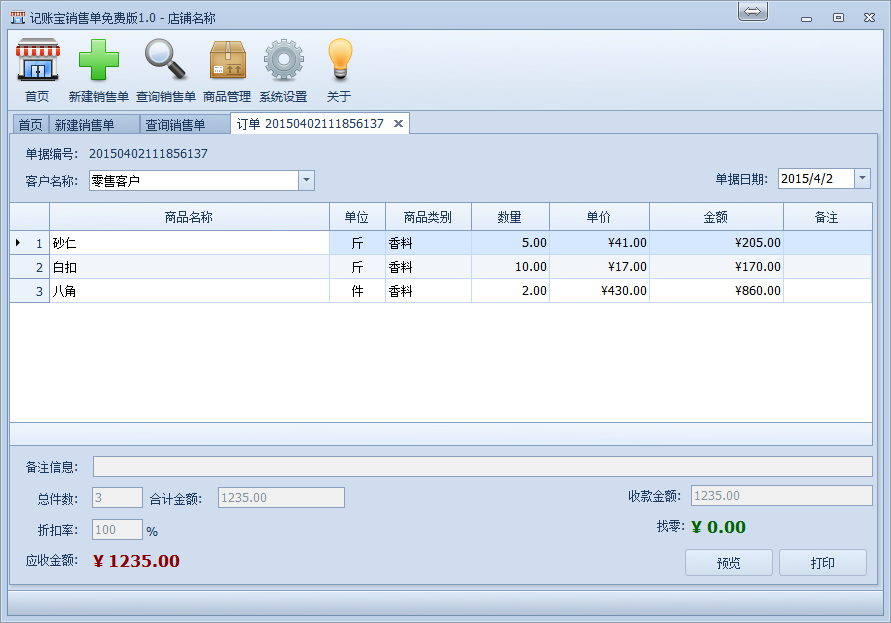 记账宝销售单免费版1.0 - 店铺名称
首页 新建销售单 查询销售单 商品管理 系统设置 关于
首页 新建销售单 查询销售单 订单 20150402111856137
单据编号: 20150402111856137
客户名称: 零售客户 单据日期: 2015/4/2
商品名称 单位 商品类别 数量 单价 金额 备注
1 砂仁 斤 香料 5.00 ¥41.00 ¥205.00
2 白扣 斤 香料 10.00 ¥17.00 ¥170.00
3 八角 件 香料 2.00 ¥430.00 ¥860.00
备注信息:
总件数: 3 合计金额: 1235.00 收款金额: 1235.00
折扣率: 100 % 找零: ¥ 0.00
应收金额: ¥ 1235.00 预览 打印